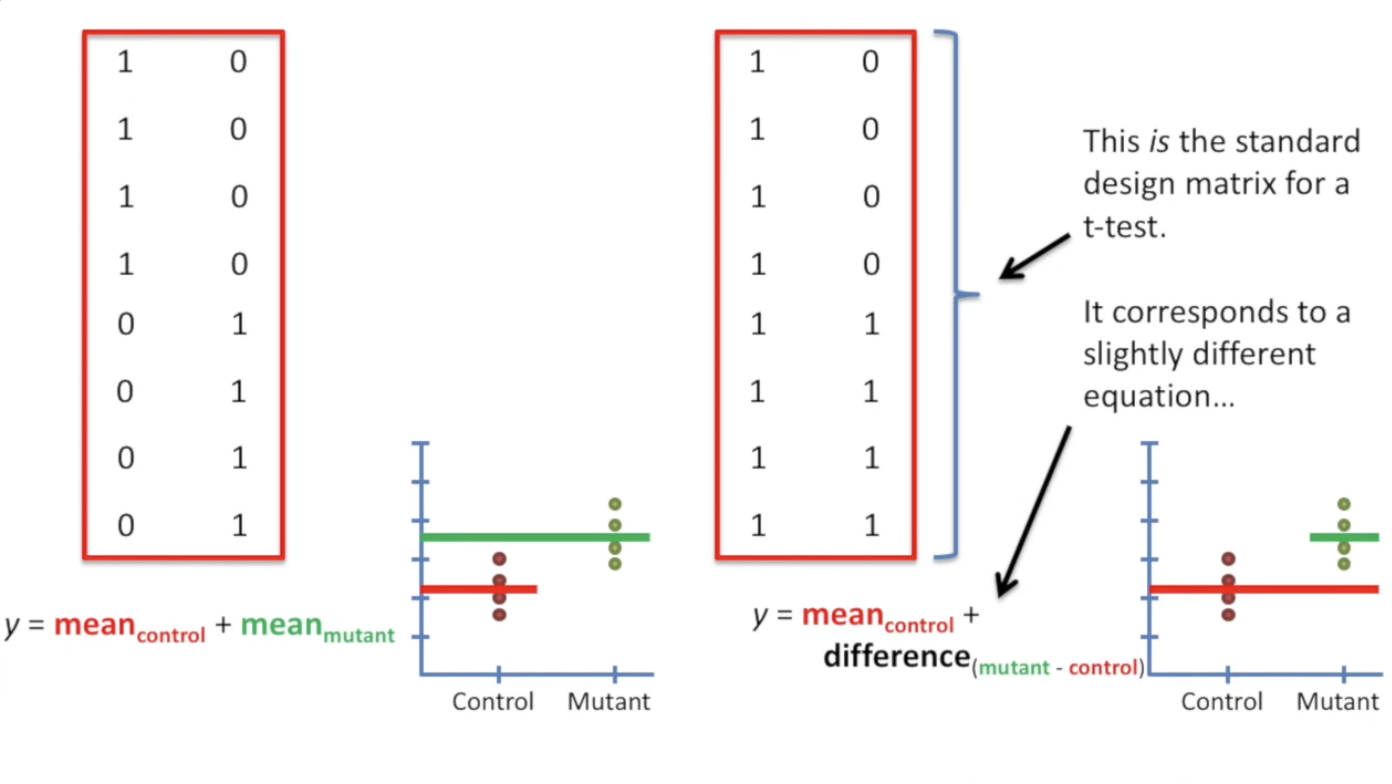 1 0
1 0
1 0
1 0
0 1
0 1
0 1
0 1
y = mean control + mean mutant
Control Mutant
1 0
1 0
1 0
1 0
1 1
1 1
1 1
1 1
This is the standard
design matrix for a
t-test.
It corresponds to a
slightly different
equation...
y = mean control +
difference (mutant - control)
Control Mutant